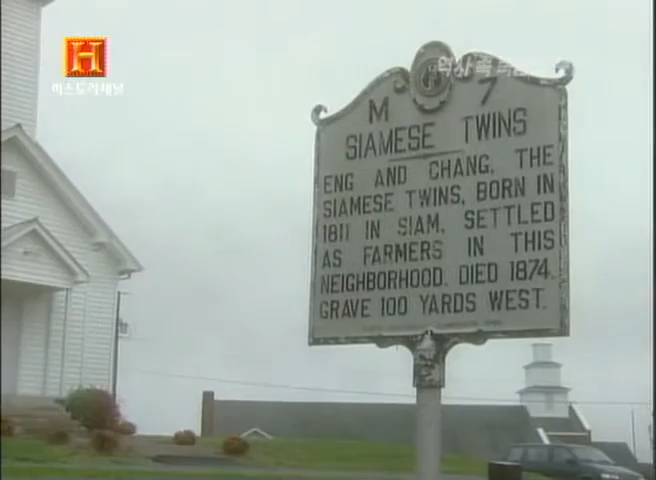 H
히스토리채널
M 7
SIAMESE TWINS
ENG AND CHANG, THE
SIAMESE TWINS, BORN IN
1811 IN SIAM, SETTLED
AS FARMERS IN THIS
NEIGHBORHOOD. DIED 1874.
GRAVE 100 YARDS WEST.